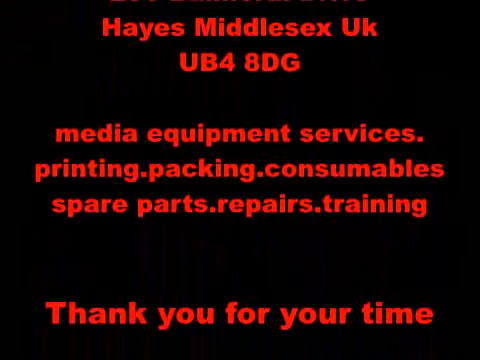 Hayes Middlesex Uk
UB4 8DG
media equipment services.
printing.packing.consumables
spare parts.repairs.training
Thank you for your time